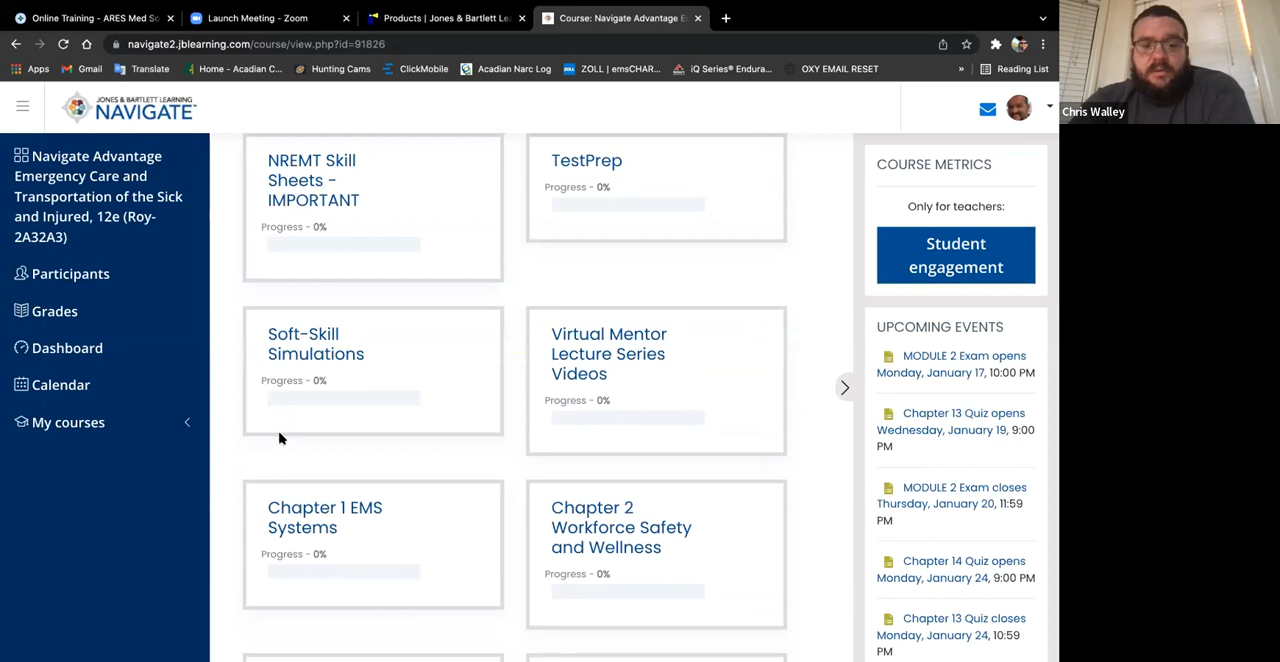 Online Training - ARES Med So
Launch Meeting - Zoom
Products | Jones & Bartlett Lea
Course: Navigate Advantage E
navigate2.jblearning.com/course/view.php?id=91826
Apps
Gmail
Translate
Home - Acadian C...
Hunting Cams
ClickMobile
Acadian Narc Log
ZOLL | emsCHAR...
iQ Series® Endura...
OXY EMAIL RESET
»
Reading List
JONES & BARTLETT LEARNING
NAVIGATE
Chris Walley
Navigate Advantage
Emergency Care and
Transportation of the Sick
and Injured, 12e (Roy-
2A32A3)
Participants
Grades
Dashboard
Calendar
My courses
NREMT Skill
Sheets -
IMPORTANT
Progress - 0%
TestPrep
Progress - 0%
Soft-Skill
Simulations
Progress - 0%
Virtual Mentor
Lecture Series
Videos
Progress - 0%
Chapter 1 EMS
Systems
Progress - 0%
Chapter 2
Workforce Safety
and Wellness
Progress - 0%
COURSE METRICS
Only for teachers:
Student
engagement
UPCOMING EVENTS
MODULE 2 Exam opens
Monday, January 17, 10:00 PM
Chapter 13 Quiz opens
Wednesday, January 19, 9:00
PM
MODULE 2 Exam closes
Thursday, January 20, 11:59
PM
Chapter 14 Quiz opens
Monday, January 24, 9:00 PM
Chapter 13 Quiz closes
Monday, January 24, 10:59
PM